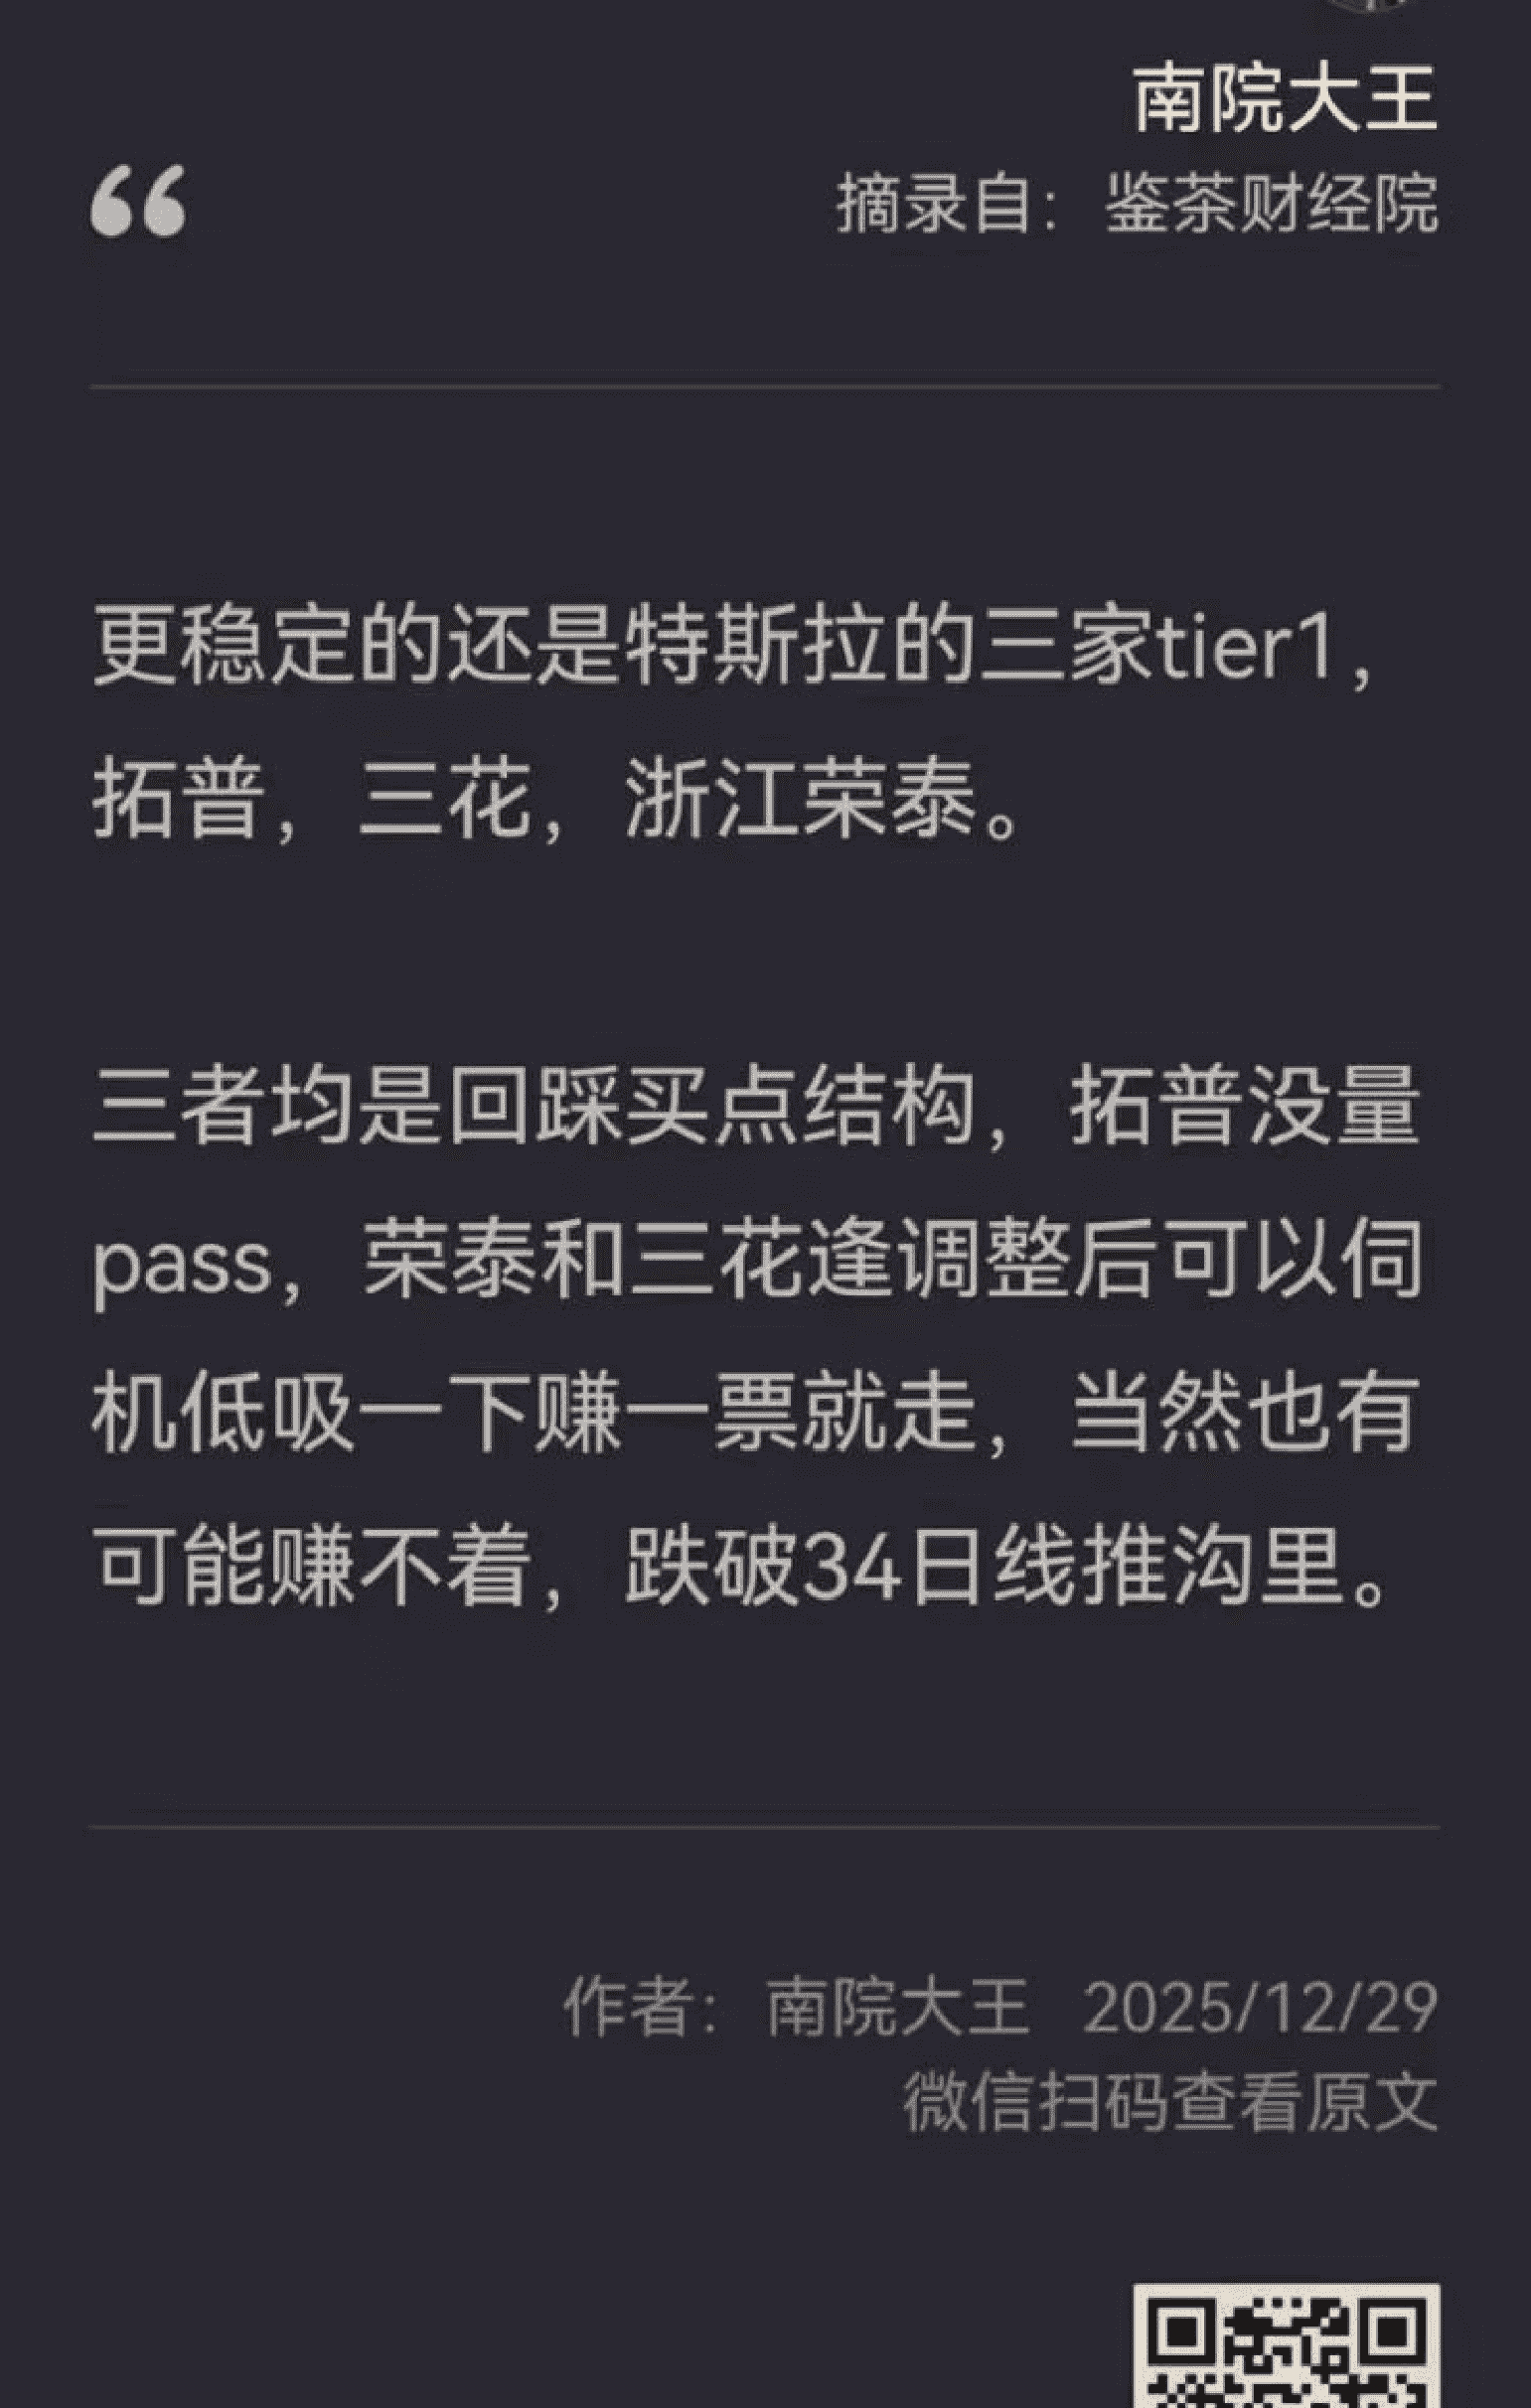 南院大王
摘录自：鉴茶财经院
更稳定的还是特斯拉的三家tier1，
拓普，三花，浙江荣泰。
三者均是回踩买点结构，拓普没量
pass，荣泰和三花逢调整后可以伺
机低吸一下赚一票就走，当然也有
可能赚不着，跌破34日线推沟里。
作者：南院大王 2025/12/29
微信扫码查看原文